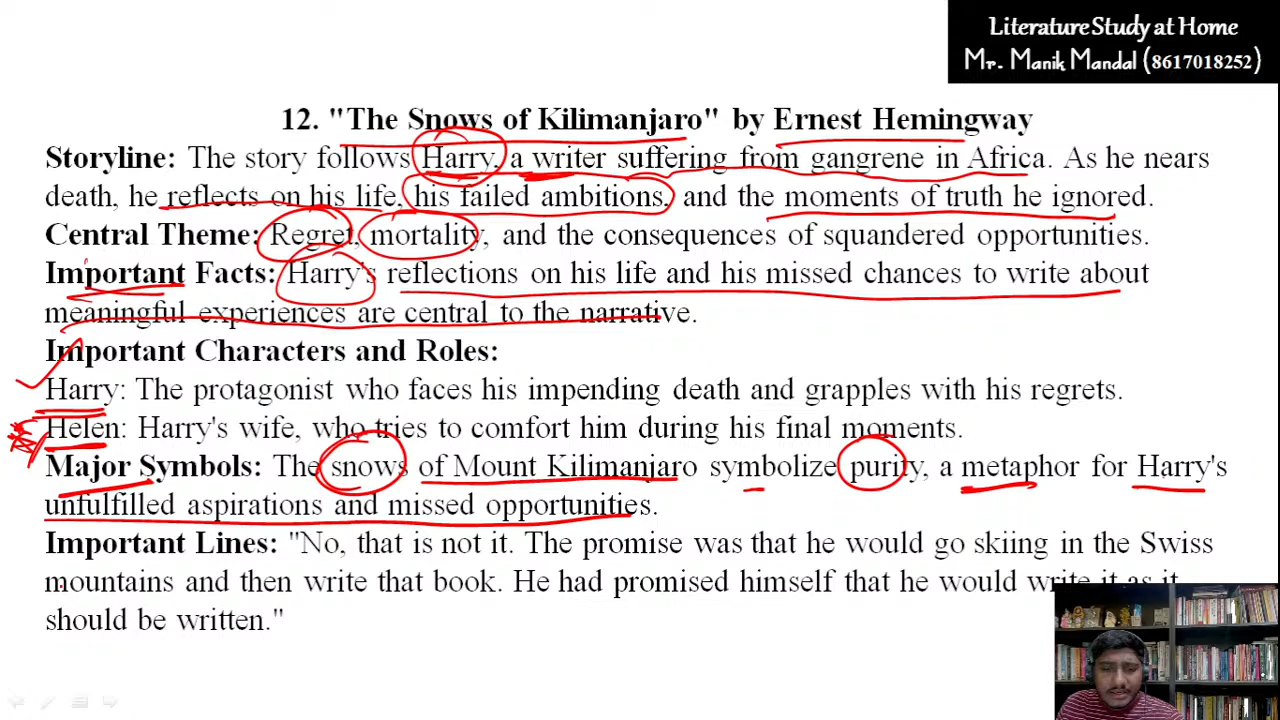 Literature Study at Home
Mr. Manik Mandal (8617018252)
12. "The Snows of Kilimanjaro" by Ernest Hemingway
Storyline: The story follows Harry, a writer suffering from gangrene in Africa. As he nears
death, he reflects on his life, his failed ambitions, and the moments of truth he ignored.
Central Theme: Regret, mortality, and the consequences of squandered opportunities.
Important Facts: Harry's reflections on his life and his missed chances to write about
meaningful experiences are central to the narrative.
Important Characters and Roles:
Harry: The protagonist who faces his impending death and grapples with his regrets.
Helen: Harry's wife, who tries to comfort him during his final moments.
Major Symbols: The snows of Mount Kilimanjaro symbolize purity, a metaphor for Harry's
unfulfilled aspirations and missed opportunities.
Important Lines: "No, that is not it. The promise was that he would go skiing in the Swiss
mountains and then write that book. He had promised himself that he would write it as it
should be written."